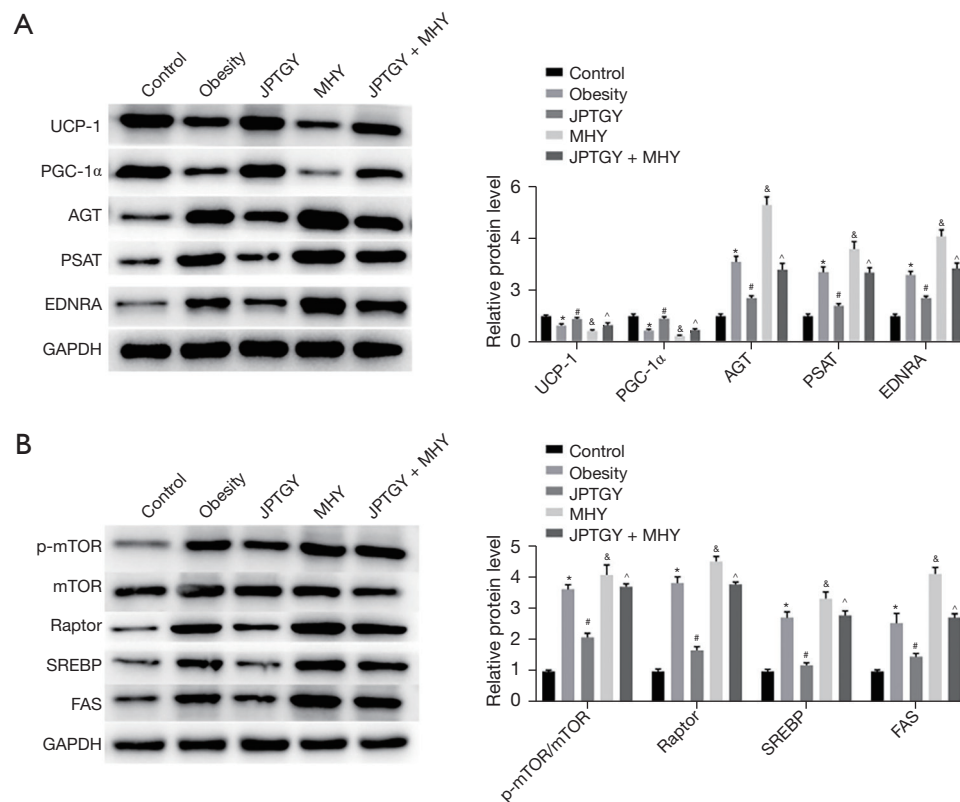 A
Control
Obesity
JPTGY
MHY
JPTGY + MHY
UCP-1
PGC-1α
AGT
PSAT
EDNRA
GAPDH
Control
Obesity
JPTGY
MHY
JPTGY + MHY
Relative protein level
6
4
3
0
* # & ^
* # & ^
* # & ^
* # & ^
* # & ^
UCP-1
PGC-1α
AGT
PSAT
EDNRA
B
Control
Obesity
JPTGY
MHY
JPTGY + MHY
p-mTOR
mTOR
Raptor
SREBP
FAS
GAPDH
Control
Obesity
JPTGY
MHY
JPTGY + MHY
Relative protein level
5
4
3
2
1
0
* # & ^
* # & ^
* # & ^
* # & ^
p-mTOR/mTOR
Raptor
SREBP
FAS